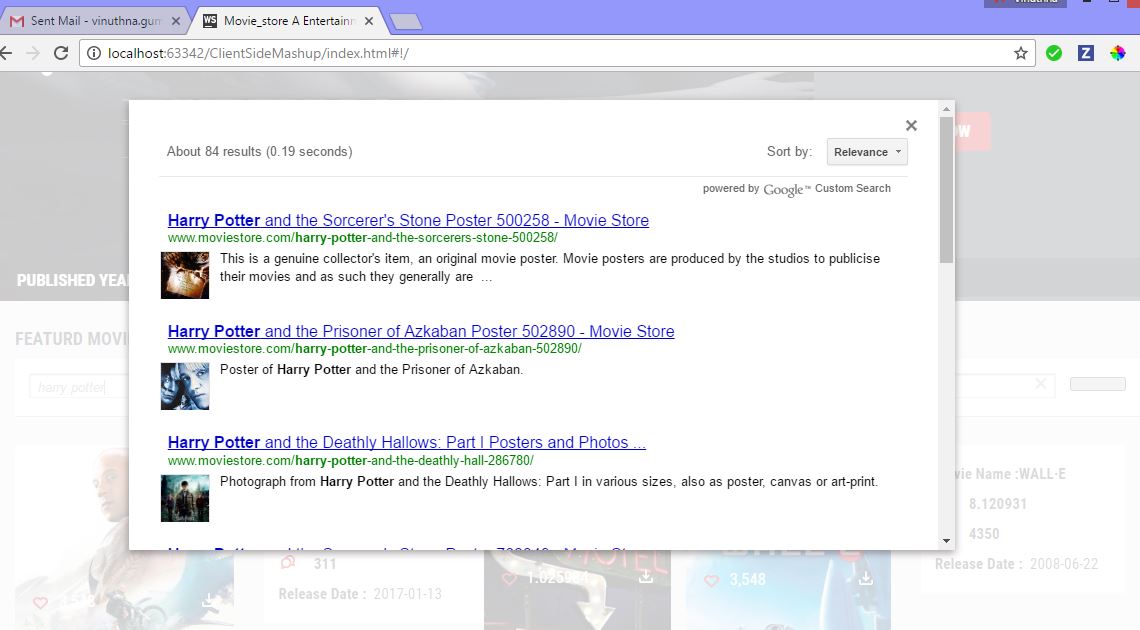 Vinuthna
Sent Mail - vinuthna.gum
WS Movie_store A Entertainm
localhost:63342/ClientSideMashup/index.html#!/
OW
About 84 results (0.19 seconds)
Sort by: Relevance
powered by Google™ Custom Search
Harry Potter and the Sorcerer's Stone Poster 500258 - Movie Store
www.moviestore.com/harry-potter-and-the-sorcerers-stone-500258/
This is a genuine collector's item, an original movie poster. Movie posters are produced by the studios to publicise
their movies and as such they generally are ...
PUBLISHED YEA
Harry Potter and the Prisoner of Azkaban Poster 502890 - Movie Store
www.moviestore.com/harry-potter-and-the-prisoner-of-azkaban-502890/
Poster of Harry Potter and the Prisoner of Azkaban.
FEATURD MOVI
harry potter
Harry Potter and the Deathly Hallows: Part I Posters and Photos ...
www.moviestore.com/harry-potter-and-the-deathly-hall-286780/
Photograph from Harry Potter and the Deathly Hallows: Part I in various sizes, also as poster, canvas or art-print.
vie Name :WALL·E
8.120931
4350
Release Date : 2008-06-22
311
Release Date : 2017-01-13
MOTEL
3,548